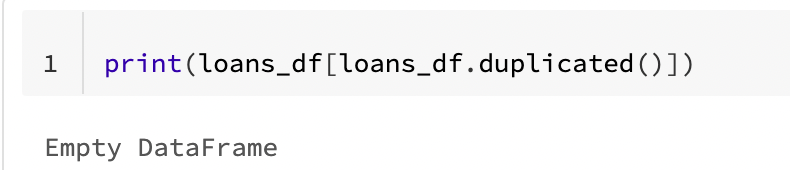 1 print(loans_df[loans_df.duplicated()])
Empty DataFrame